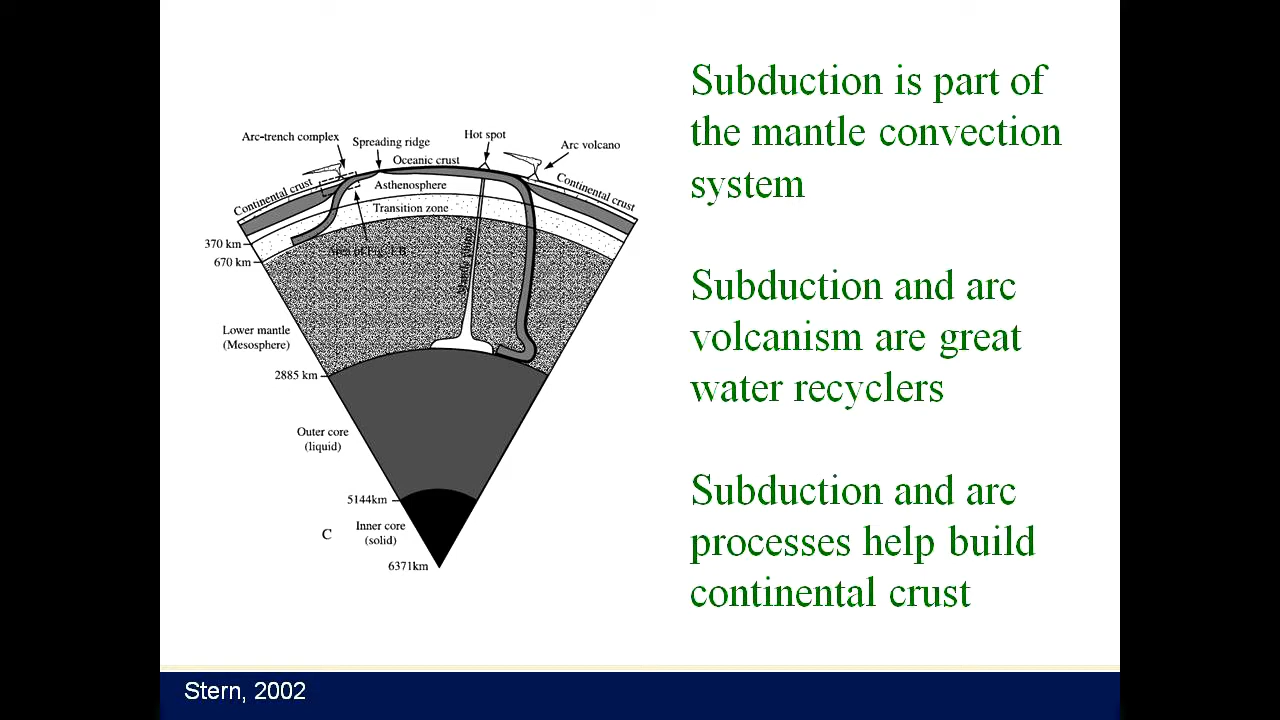 Subduction is part of
the mantle convection
system
Subduction and arc
volcanism are great
water recyclers
Subduction and arc
processes help build
continental crust
Arc-trench complex
Spreading ridge
Hot spot
Arc volcano
Oceanic crust
Continental crust
Continental crust
Asthenosphere
Transition zone
370 km
670 km
Lower mantle
(Mesosphere)
2885 km
Outer core
(liquid)
5144km
Inner core
(solid)
C
6371km
Stern, 2002